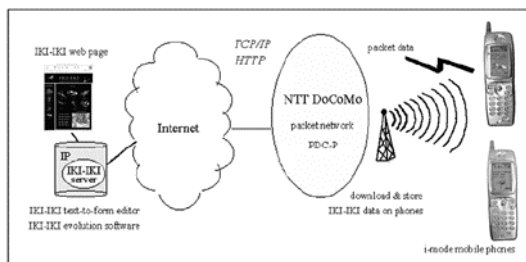 IKI-IKI web page
IP
IKI-IKI
server
IKI-IKI text-to-form editor
IKI-IKI evolution software
Internet
TCP/IP
HTTP
NTT DoCoMo
packet network
PDC-P
packet data
download & store
IKI-IKI data on phones
i-mode mobile phones